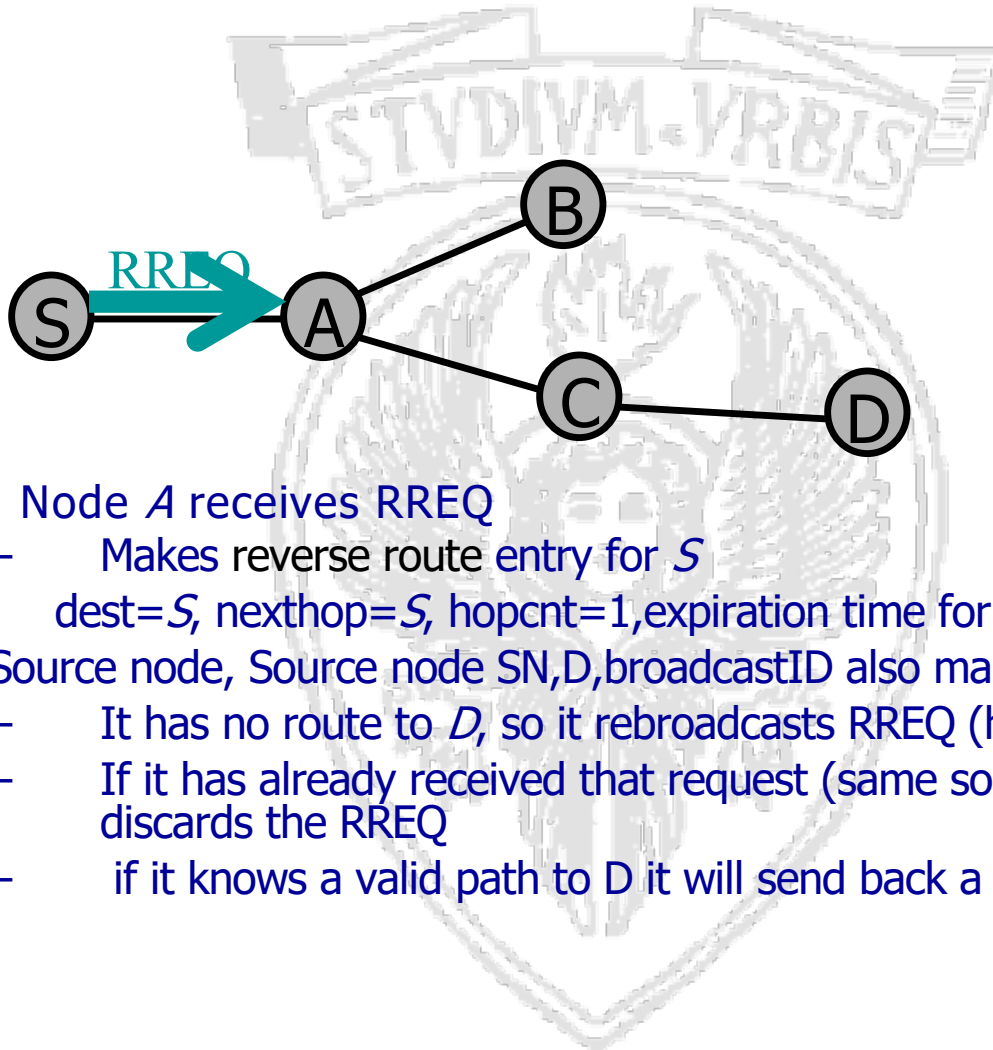 STVDIVM·VRBIS
B
RREQ
S
A
C
D
Node A receives RREQ
– Makes reverse route entry for S
dest=S, nexthop=S, hopcnt=1,expiration time for
Source node, Source node SN,D,broadcastID also
– It has no route to D, so it rebroadcasts RREQ
– If it has already received that request (same
discards the RREQ
– if it knows a valid path to D it will send back a